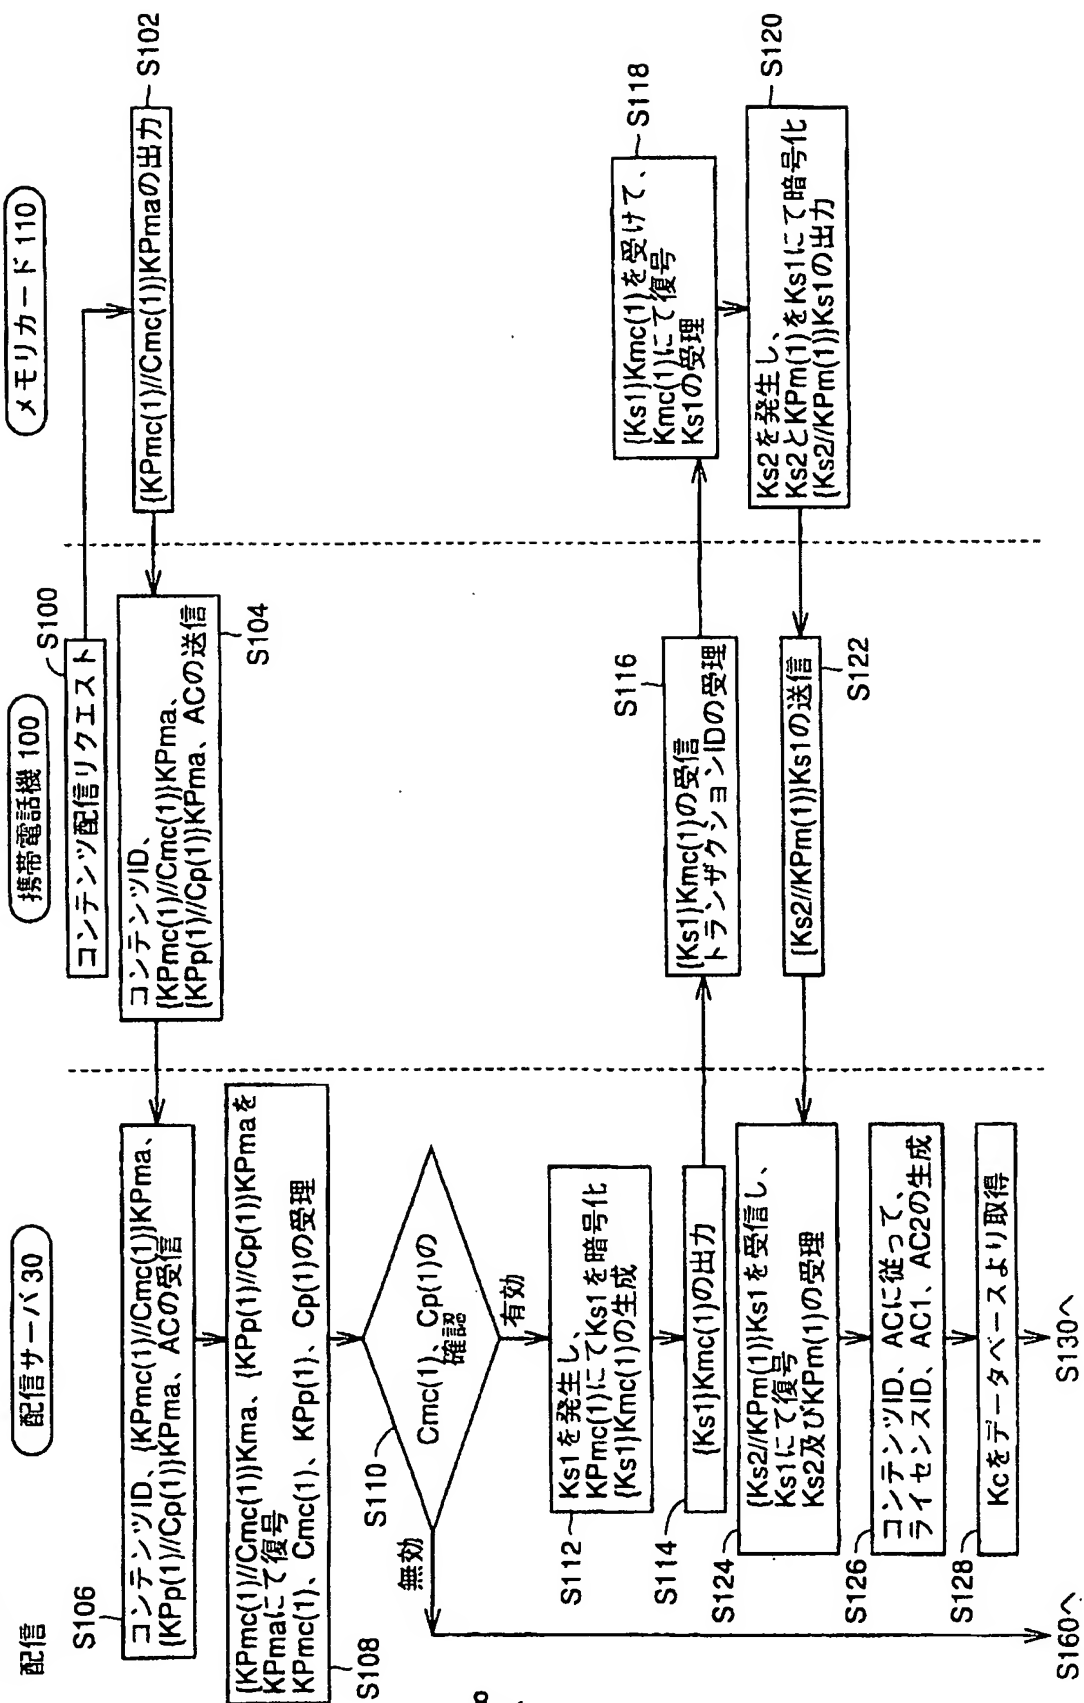 配信
配信サーバ 30
携帯電話機 100
メモリカード 110
コンテンツ配信リクエスト
S100
{KPmc(1)//Cmc(1)}KPmaの出力
S102
コンテンツID、
{KPmc(1)//Cmc(1)}KPma、
{KPp(1)//Cp(1)}KPma、ACの送信
S104
S106
コンテンツID、{KPmc(1)//Cmc(1)}KPma、
{KPp(1)//Cp(1)}KPma、ACの受信
{KPmc(1)//Cmc(1)}Kma、{KPp(1)//Cp(1)}KPmaを
KPmaにて復号
KPmc(1)、Cmc(1)、KPp(1)、Cp(1)の受理
S108
S110
Cmc(1)、Cp(1)の
確認
無効
有効
S112
Ks1を発生し、
KPmc(1)にてKs1を暗号化
{Ks1}Kmc(1)の生成
S114
{Ks1}Kmc(1)の出力
S116
{Ks1}Kmc(1)の受信
トランザクションIDの受理
{Ks1}Kmc(1)を受けて、
Kmc(1)にて復号
Ks1の受理
S118
Ks2を発生し、
Ks2とKPm(1)をKs1にて暗号化
{Ks2//KPm(1)}Ks1の出力
S120
{Ks2//KPm(1)}Ks1の送信
S122
S124
{Ks2//KPm(1)}Ks1を受信し、
Ks1にて復号
Ks2及びKPm(1)の受理
S126
コンテンツID、ACに従って、
ライセンスID、AC1、AC2の生成
S128
Kcをデータベースより取得
S160へ
S130へ